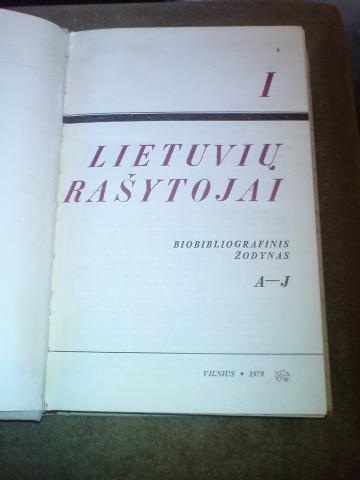 I
LIETUVIŲ
RAŠYTOJAI
BIOBIBLIOGRAFINIS
ŽODYNAS
A—J
VILNIUS • 1979